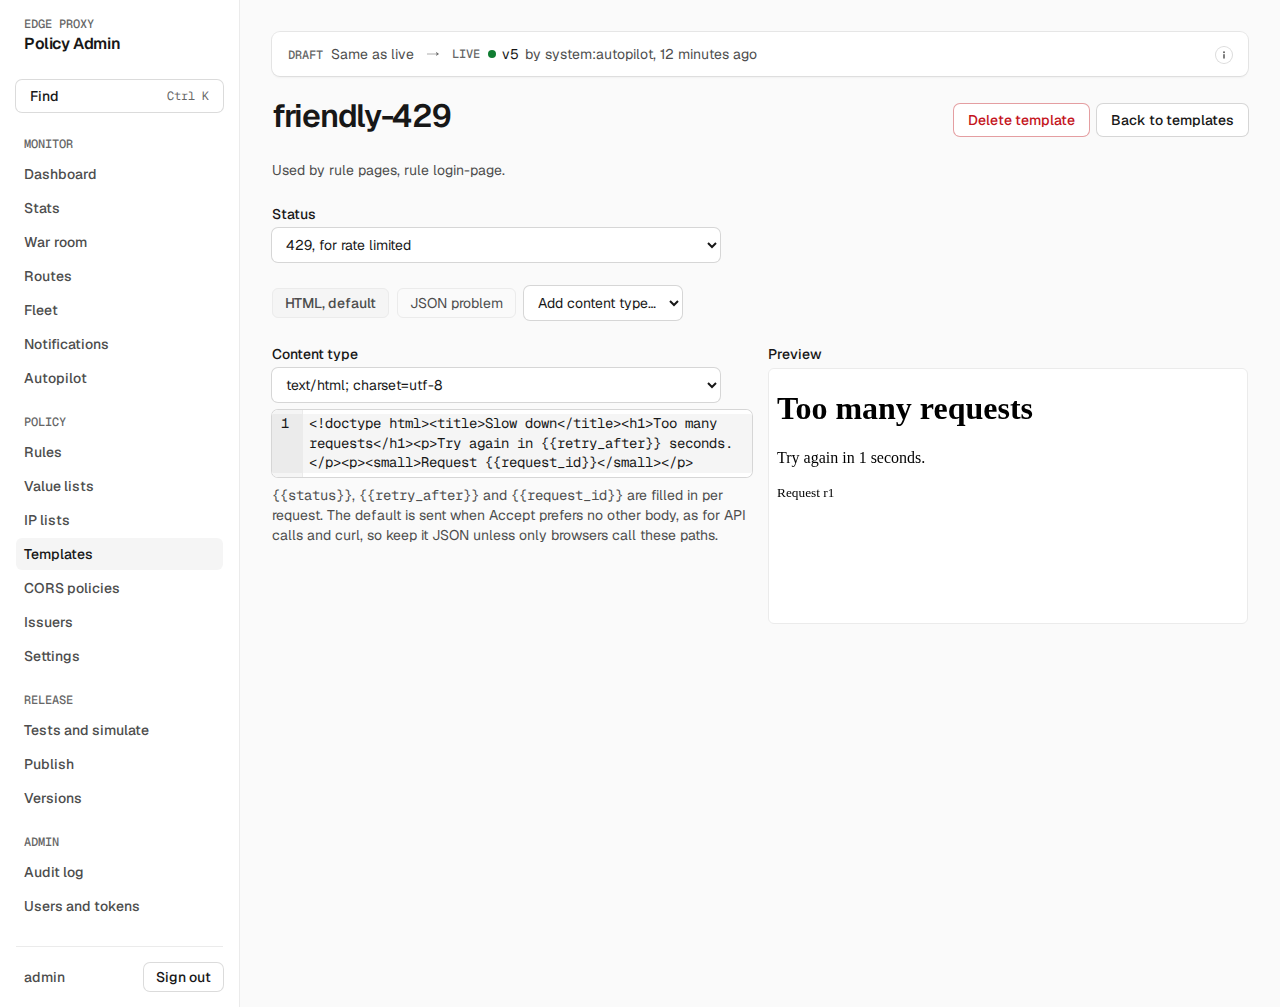 EDGE PROXY
Policy Admin
Find Ctrl K
MONITOR
Dashboard
Stats
War room
Routes
Fleet
Notifications
Autopilot
POLICY
Rules
Value lists
IP lists
Templates
CORS policies
Issuers
Settings
RELEASE
Tests and simulate
Publish
Versions
ADMIN
Audit log
Users and tokens
admin Sign out
DRAFT Same as live → LIVE v5 by system:autopilot, 12 minutes ago
friendly-429
Delete template Back to templates
Used by rule pages, rule login-page.
Status
429, for rate limited
HTML, default JSON problem Add content type...
Content type
text/html; charset=utf-8
1 <!doctype html><title>Slow down</title><h1>Too many
requests</h1><p>Try again in {{retry_after}} seconds.
</p><p><small>Request {{request_id}}</small></p>
{{status}}, {{retry_after}} and {{request_id}} are filled in per
request. The default is sent when Accept prefers no other body, as for API
calls and curl, so keep it JSON unless only browsers call these paths.
Preview
Too many requests
Try again in 1 seconds.
Request r1